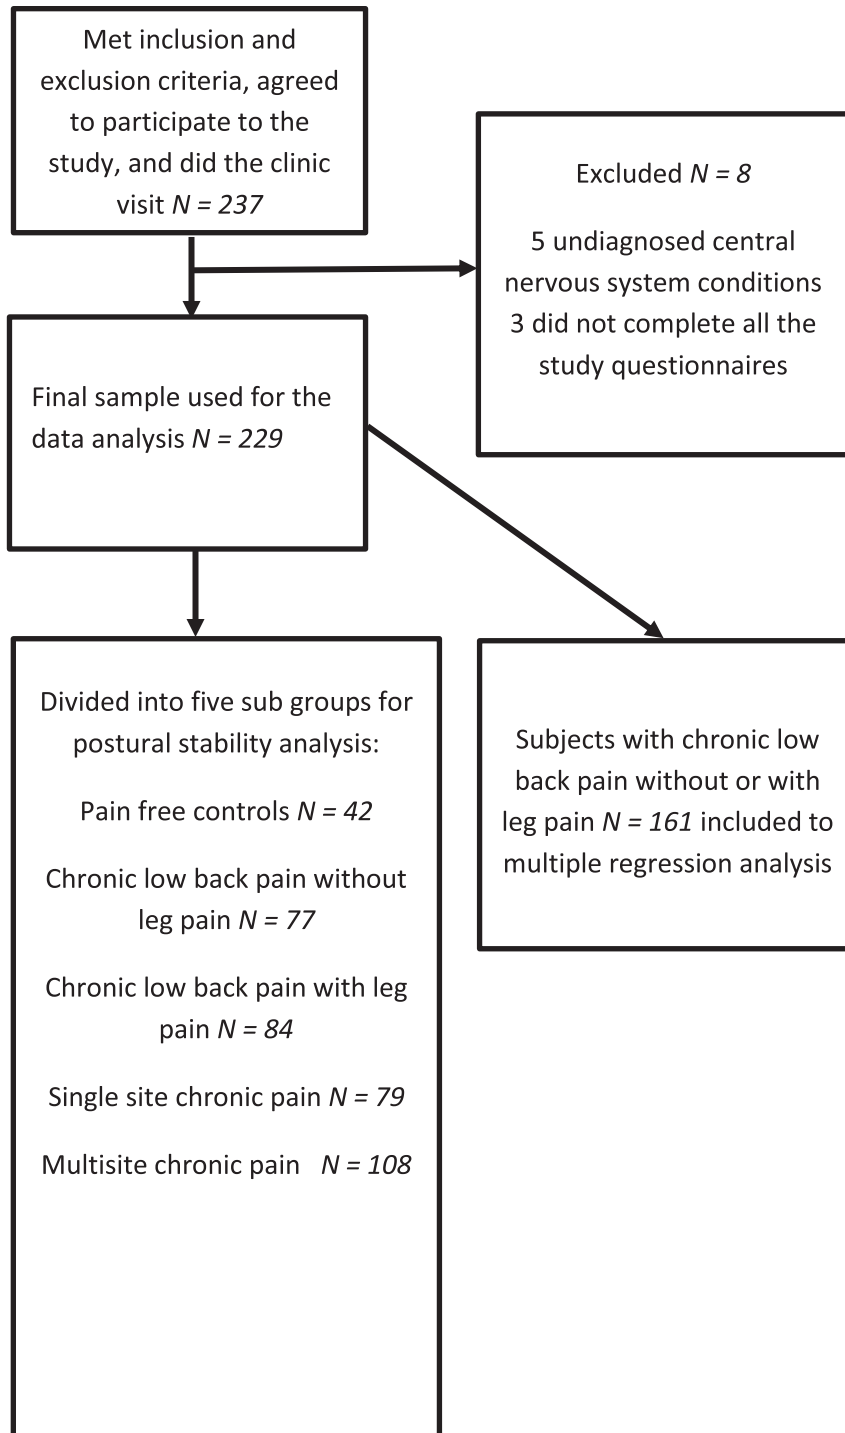 Met inclusion and
exclusion criteria, agreed
to participate to the
study, and did the clinic
visit N = 237
Excluded N = 8
5 undiagnosed central
nervous system conditions
3 did not complete all the
study questionnaires
Final sample used for the
data analysis N = 229
Divided into five sub groups for
postural stability analysis:
Pain free controls N = 42
Chronic low back pain without
leg pain N = 77
Chronic low back pain with leg
pain N = 84
Single site chronic pain N = 79
Multisite chronic pain N = 108
Subjects with chronic low
back pain without or with
leg pain N = 161 included to
multiple regression analysis